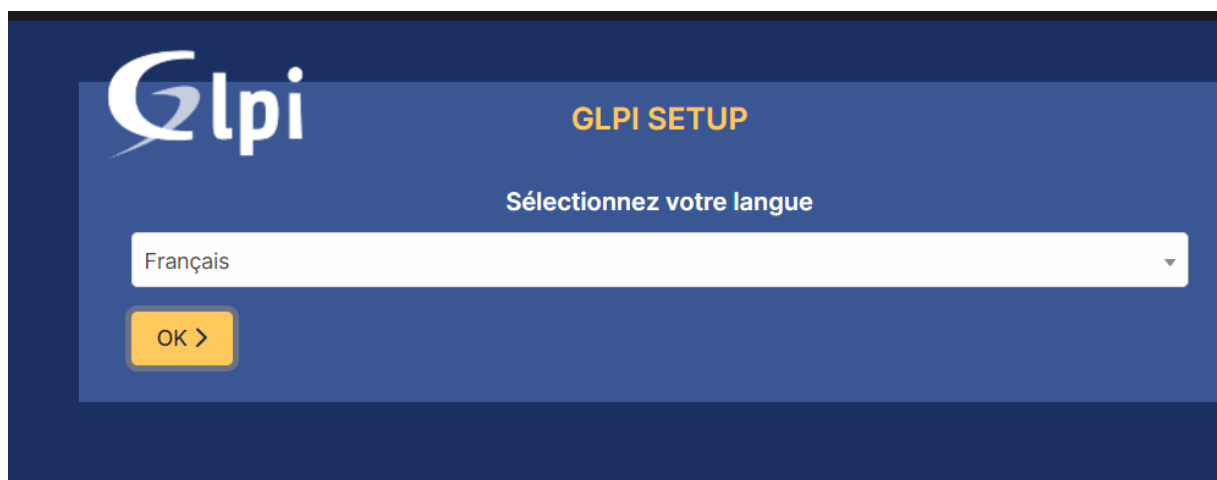 Glpi
GLPI SETUP
Sélectionnez votre langue
Français
OK